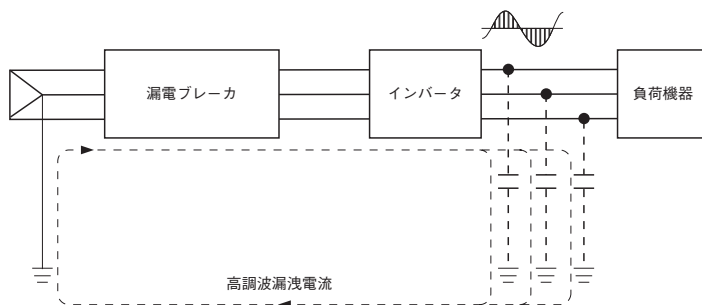 漏電ブレーカ
インバータ
負荷機器
高調波漏洩電流